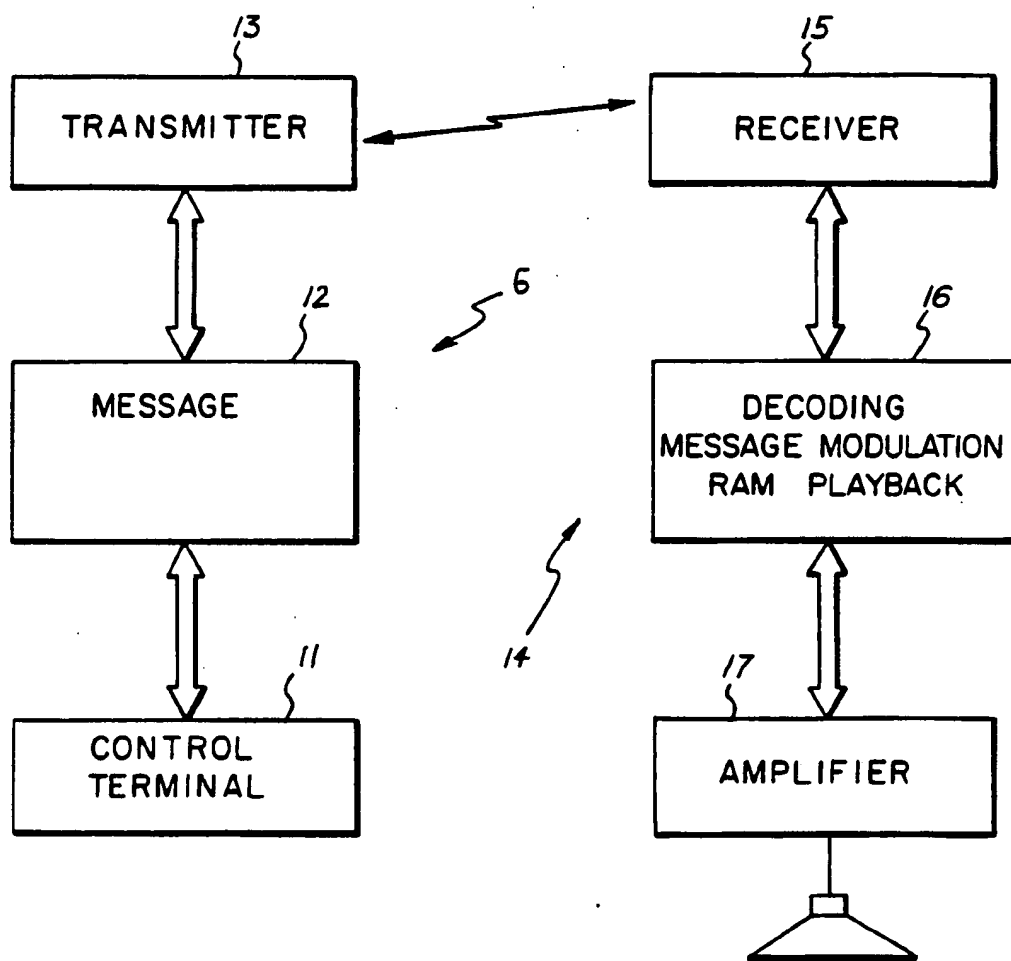 13
TRANSMITTER
15
RECEIVER
12
MESSAGE
6
16
DECODING
MESSAGE MODULATION
RAM PLAYBACK
14
11
CONTROL
TERMINAL
17
AMPLIFIER